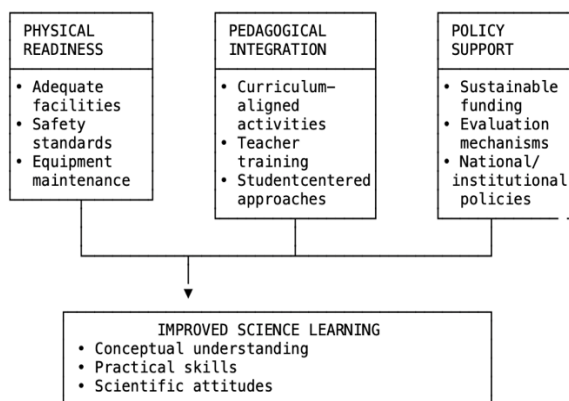 PHYSICAL
READINESS
• Adequate
facilities
• Safety
standards
• Equipment
maintenance
PEDAGOGICAL
INTEGRATION
• Curriculum–
aligned
activities
• Teacher
training
• Studentcentered
approaches
POLICY
SUPPORT
• Sustainable
funding
• Evaluation
mechanisms
• National/
institutional
policies
IMPROVED SCIENCE LEARNING
• Conceptual understanding
• Practical skills
• Scientific attitudes